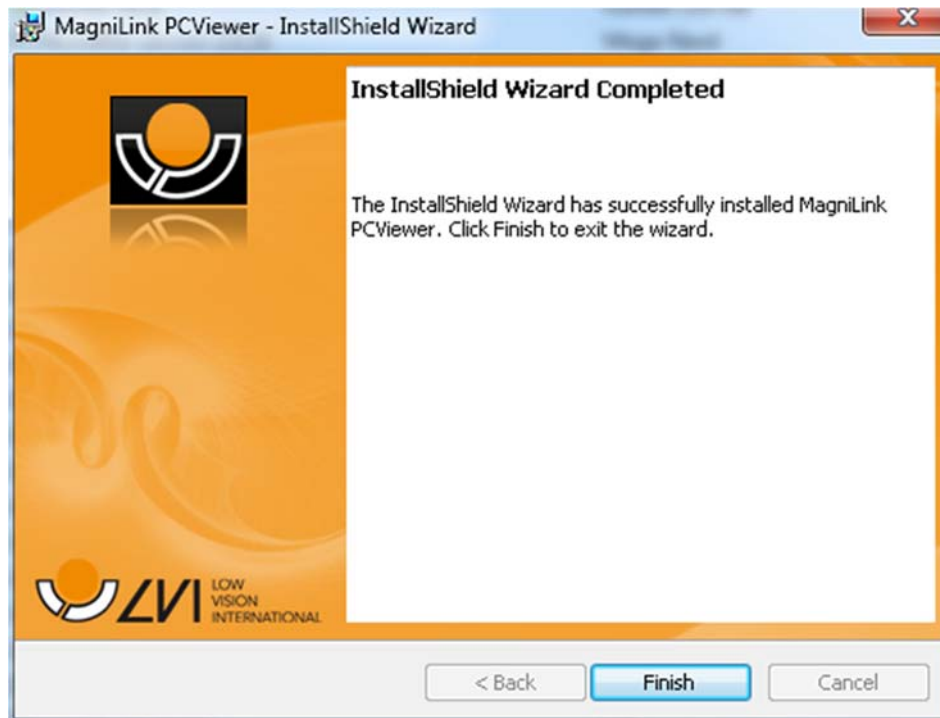 MagniLink PCViewer - InstallShield Wizard
InstallShield Wizard Completed
The InstallShield Wizard has successfully installed MagniLink
PCViewer. Click Finish to exit the wizard.
LVI
LOW
VISION
INTERNATIONAL
< Back
Finish
Cancel